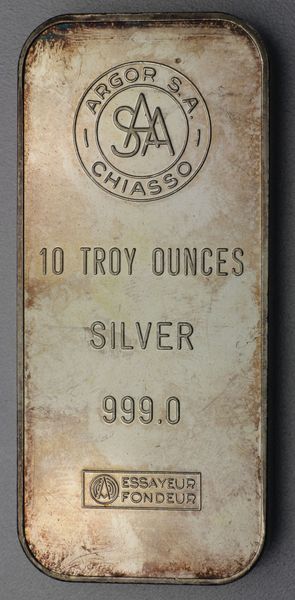 ARGOR S.A.
SAA
CHIASSO
10 TROY OUNCES
SILVER
999.0
ESSAYEUR
FONDEUR